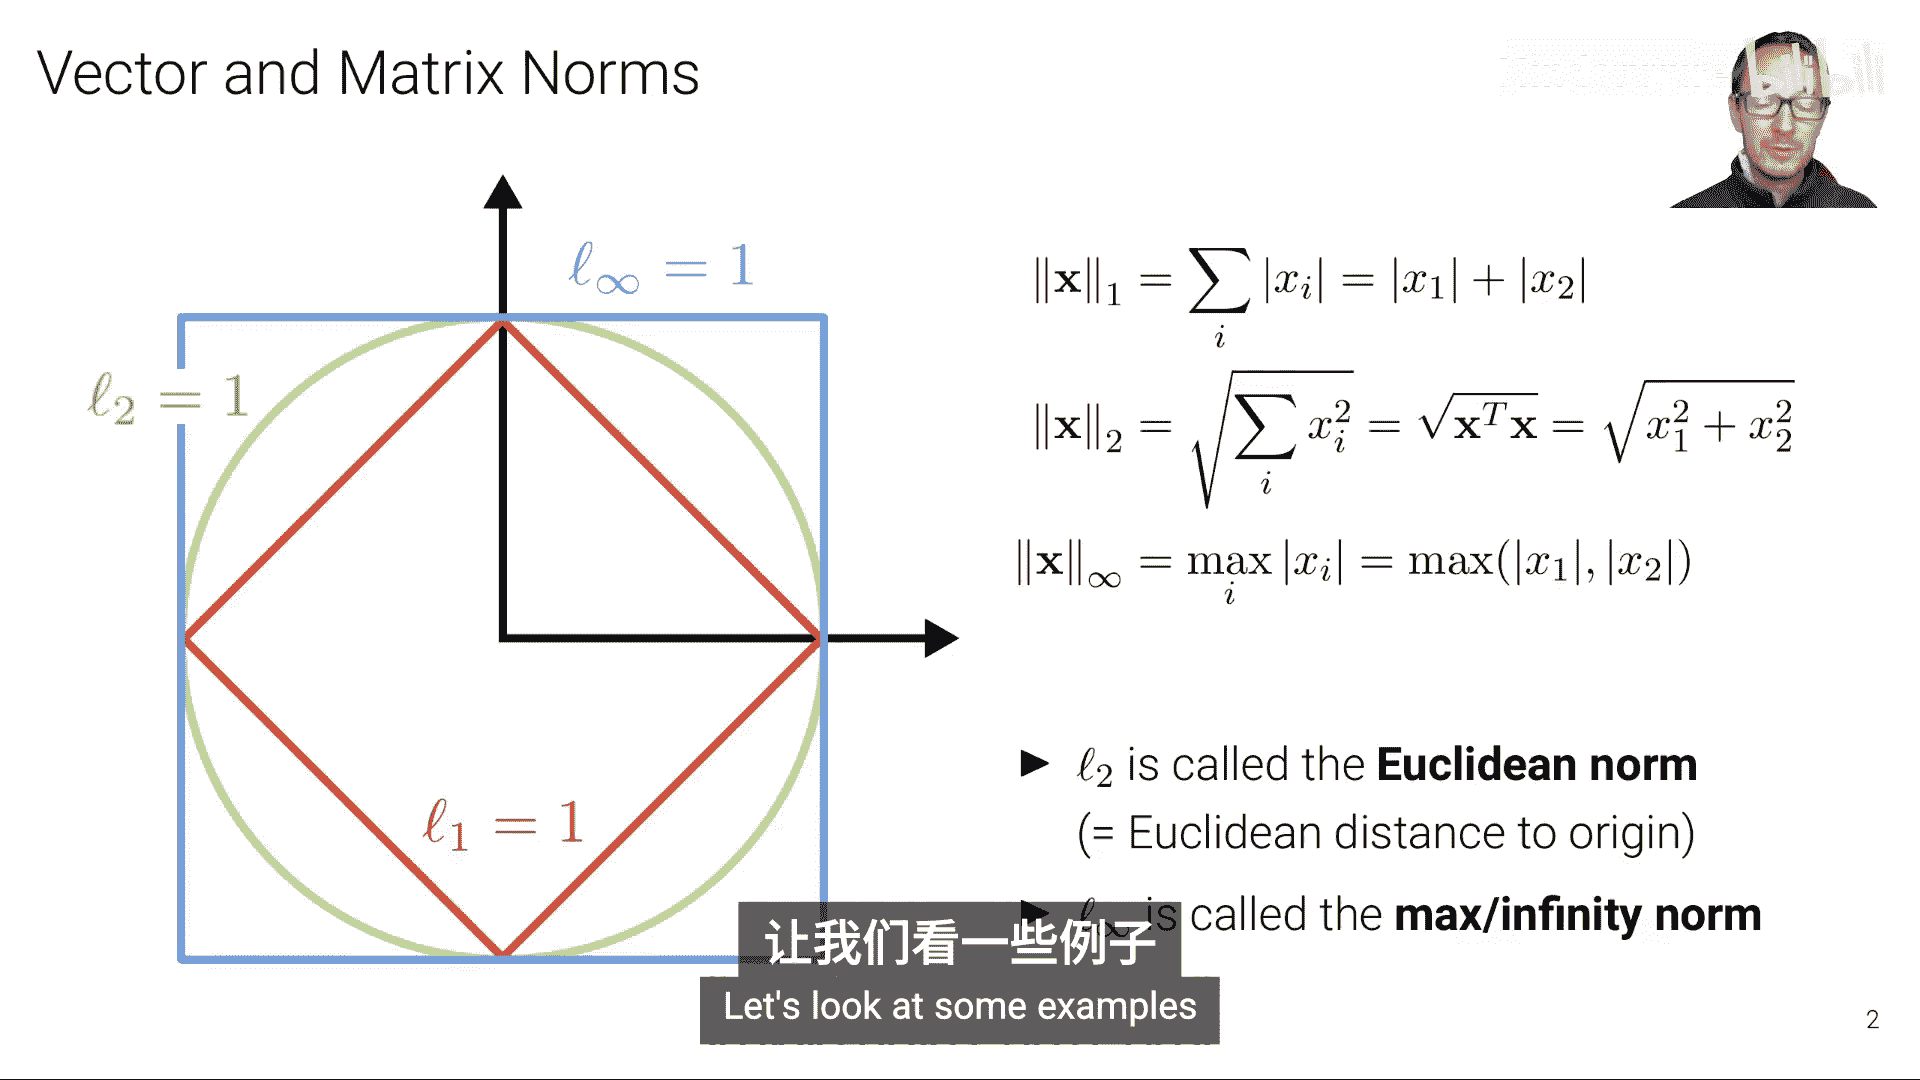 Vector and Matrix Norms
ℓ∞ = 1
ℓ₂ = 1
ℓ₁ = 1
‖x‖₁ = ∑ᵢ |xᵢ| = |x₁| + |x₂|
‖x‖₂ = √(∑ᵢ xᵢ²) = √(xᵀx) = √(x₁² + x₂²)
‖x‖∞ = maxᵢ |xᵢ| = max(|x₁|, |x₂|)
▶ ℓ₂ is called the Euclidean norm
(= Euclidean distance to origin)
▶ ℓ∞ is called the max/infinity norm
让我们看一些例子
Let's look at some examples
2